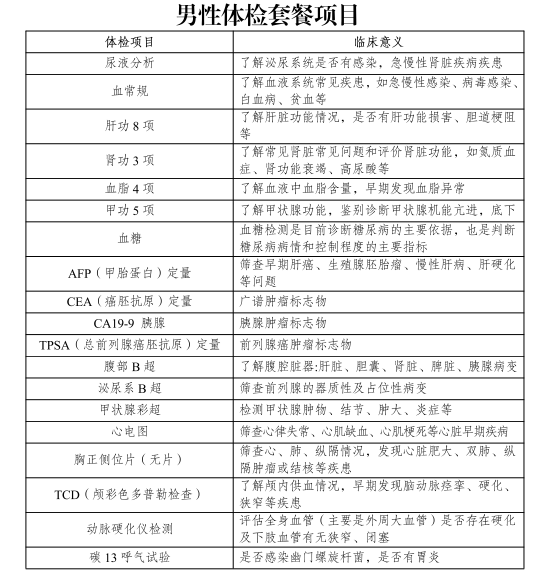 男性体检套餐项目
体检项目 临床意义
尿液分析 了解泌尿系统是否有感染，急慢性肾脏疾病疾患
血常规 了解血液系统常见疾患，如急慢性感染、病毒感染、
白血病、贫血等
肝功 8 项 了解肝脏功能情况，是否有肝功能损害、胆道梗阻
等
肾功 3 项 了解常见肾脏常见问题和评价肾脏功能，如氮质血
症、肾功能衰竭、高尿酸等
血脂 4 项 了解血液中血脂含量，早期发现血脂异常
甲功 5 项 了解甲状腺功能，鉴别诊断甲状腺机能亢进，底下
血糖 血糖检测是目前诊断糖尿病的主要依据，也是判断
糖尿病病情和控制程度的主要指标
AFP（甲胎蛋白）定量 筛查早期肝癌、生殖腺胚胎瘤、慢性肝病、肝硬化
等问题
CEA（癌胚抗原）定量 广谱肿瘤标志物
CA19-9 胰腺 胰腺肿瘤标志物
TPSA（总前列腺癌胚抗原）定量 前列腺癌肿瘤标志物
腹部 B 超 了解腹腔脏器:肝脏、胆囊、肾脏、脾脏、胰腺病变
泌尿系 B 超 筛查前列腺的器质性及占位性病变
甲状腺彩超 检测甲状腺肿物、结节、肿大、炎症等
心电图 筛查心律失常、心肌缺血、心肌梗死等心脏早期疾病
胸正侧位片（无片） 筛查心、肺、纵隔情况，发现心脏肥大、双肺、纵
隔肿瘤或结核等疾患
TCD（颅彩色多普勒检查） 了解颅内供血情况，早期发现脑动脉痉挛、硬化、
狭窄等疾患
动脉硬化仪检测 评估全身血管（主要是外周大血管）是否存在硬化
及下肢血管有无狭窄、闭塞
碳 13 呼气试验 是否感染幽门螺旋杆菌，是否有胃炎